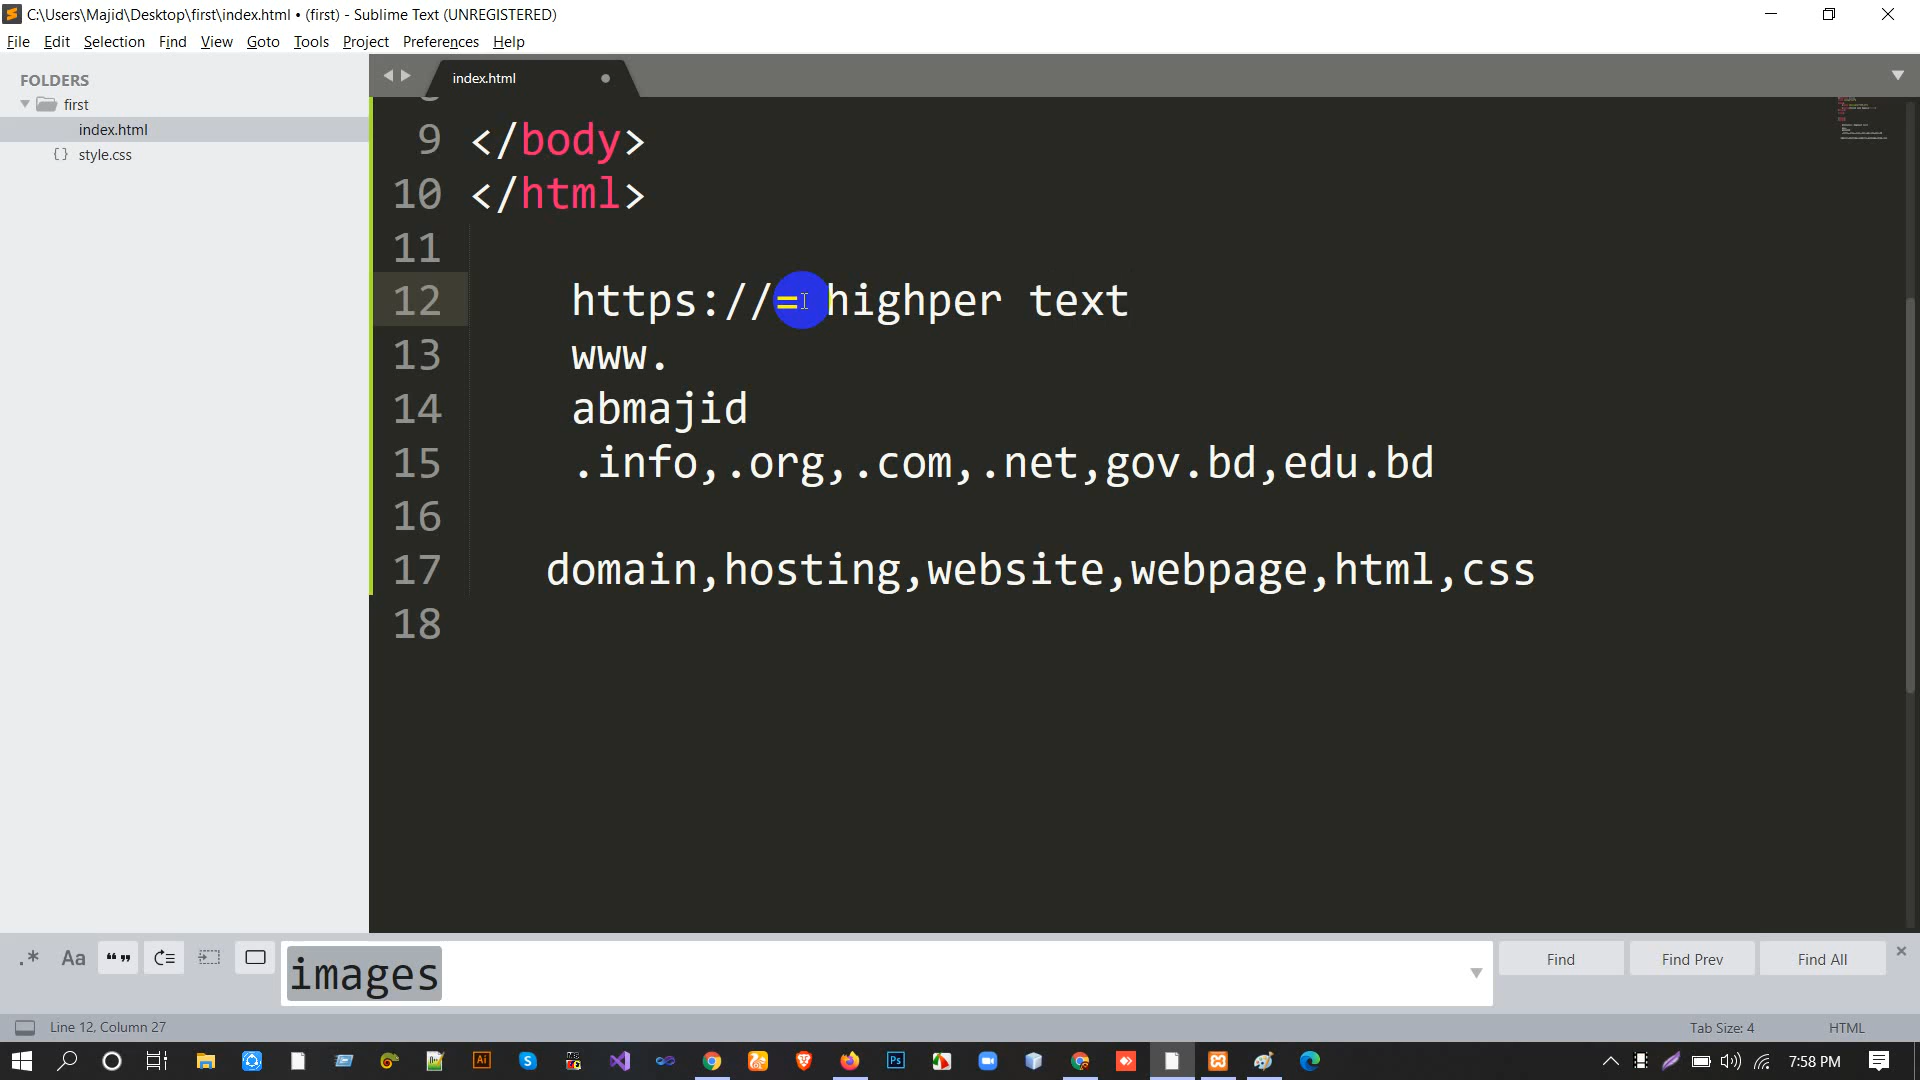 C:\Users\Majid\Desktop\first\index.html • (first) - Sublime Text (UNREGISTERED)
File Edit Selection Find View Goto Tools Project Preferences Help
FOLDERS
first
index.html
{} style.css
index.html
9 </body>
10 </html>
11
12 https://= highper text
13 www.
14 abmajid
15 .info,.org,.com,.net,gov.bd,edu.bd
16
17 domain,hosting,website,webpage,html,css
18
.* Aa “” images Find Find Prev Find All
Line 12, Column 27 Tab Size: 4 HTML
7:58 PM